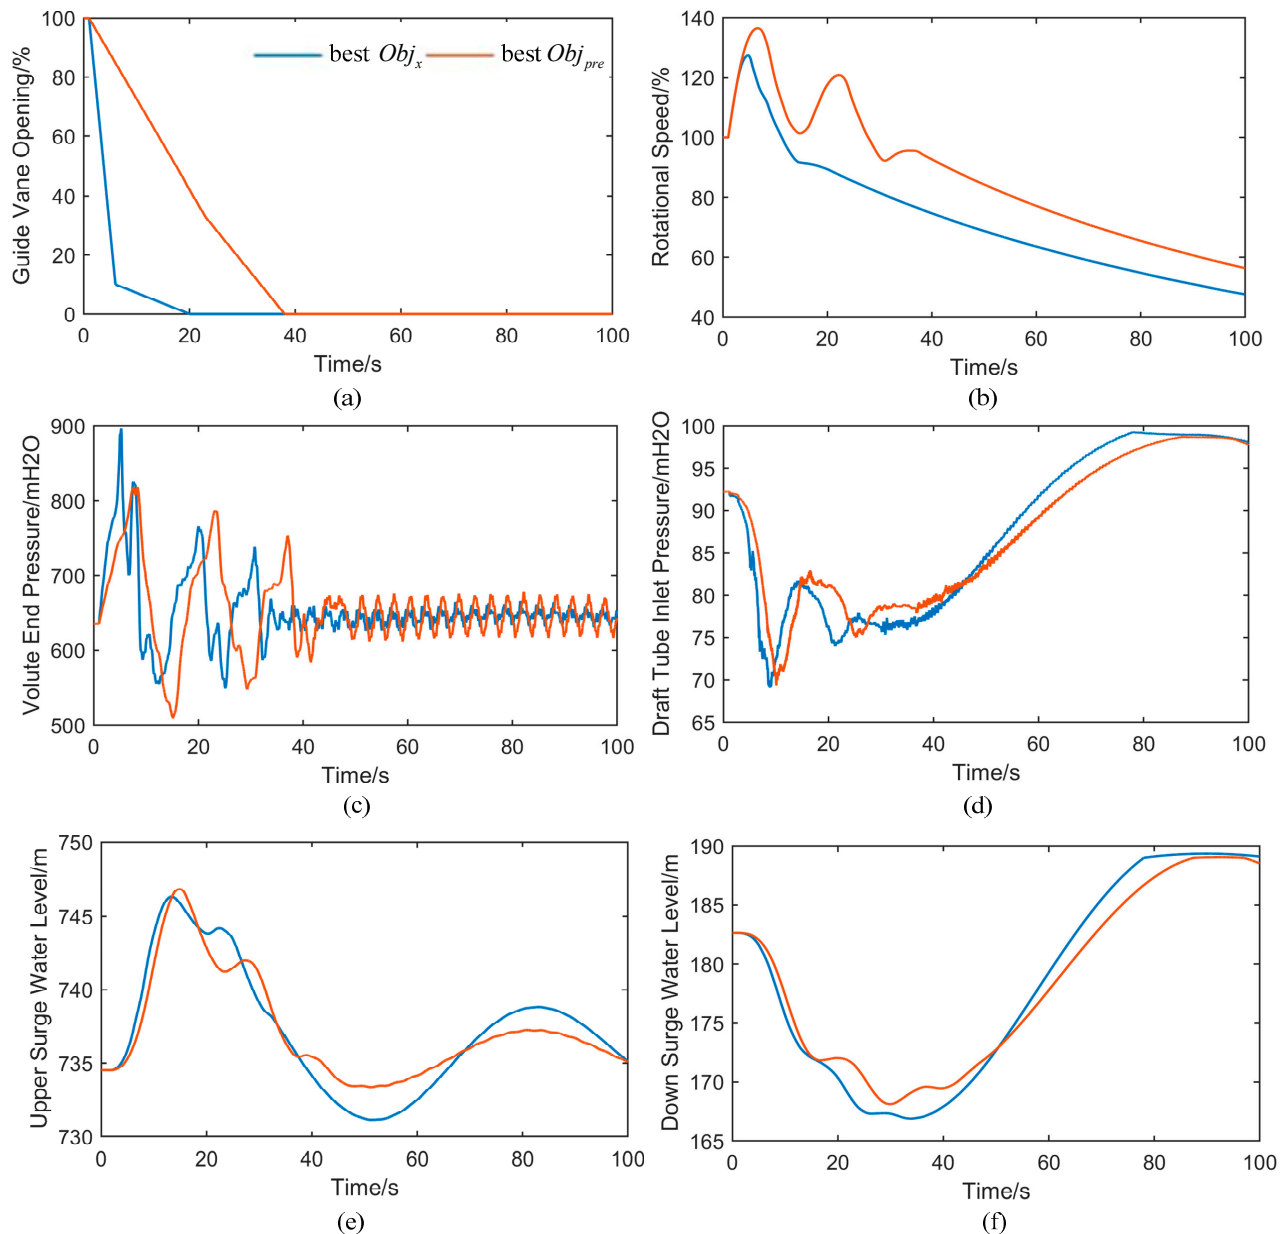 100
80
60
40
20
0
Guide Vane Opening/%
best Obj_x
best Obj_pre
0 20 40 60 80 100
Time/s
(a)
140
120
100
80
60
40
Rotational Speed/%
0 20 40 60 80 100
Time/s
(b)
900
800
700
600
500
Volute End Pressure/mH2O
0 20 40 60 80 100
Time/s
(c)
100
95
90
85
80
75
70
65
Draft Tube Inlet Pressure/mH2O
0 20 40 60 80 100
Time/s
(d)
750
745
740
735
730
Upper Surge Water Level/m
0 20 40 60 80 100
Time/s
(e)
190
185
180
175
170
165
Down Surge Water Level/m
0 20 40 60 80 100
Time/s
(f)